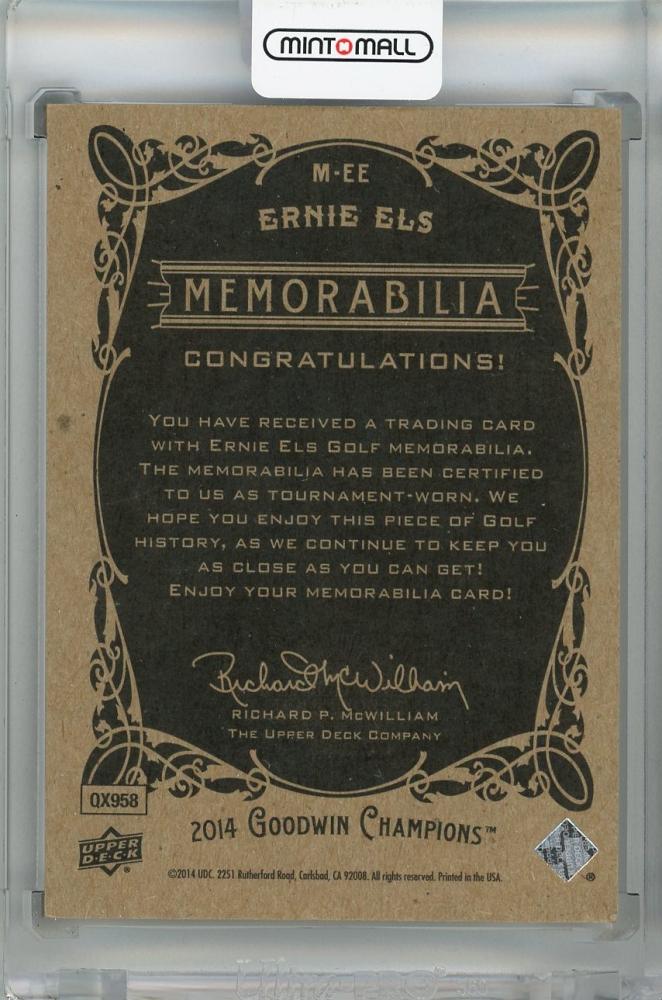 MINT MALL
M-EE
ERNIE ELS
MEMORABILIA
CONGRATULATIONS!
YOU HAVE RECEIVED A TRADING CARD
WITH ERNIE ELS GOLF MEMORABILIA.
THE MEMORABILIA HAS BEEN CERTIFIED
TO US AS TOURNAMENT-WORN. WE
HOPE YOU ENJOY THIS PIECE OF GOLF
HISTORY, AS WE CONTINUE TO KEEP YOU
AS CLOSE AS YOU CAN GET!
ENJOY YOUR MEMORABILIA CARD!
Richard McWilliam
RICHARD P. MCWILLIAM
THE UPPER DECK COMPANY
QX958
2014 GOODWIN CHAMPIONS™
UPPER
D·E·C·K®
©2014 UDC. 2251 Rutherford Road, Carlsbad, CA 92008. All rights reserved. Printed in the USA.
®
Ultra PRO®